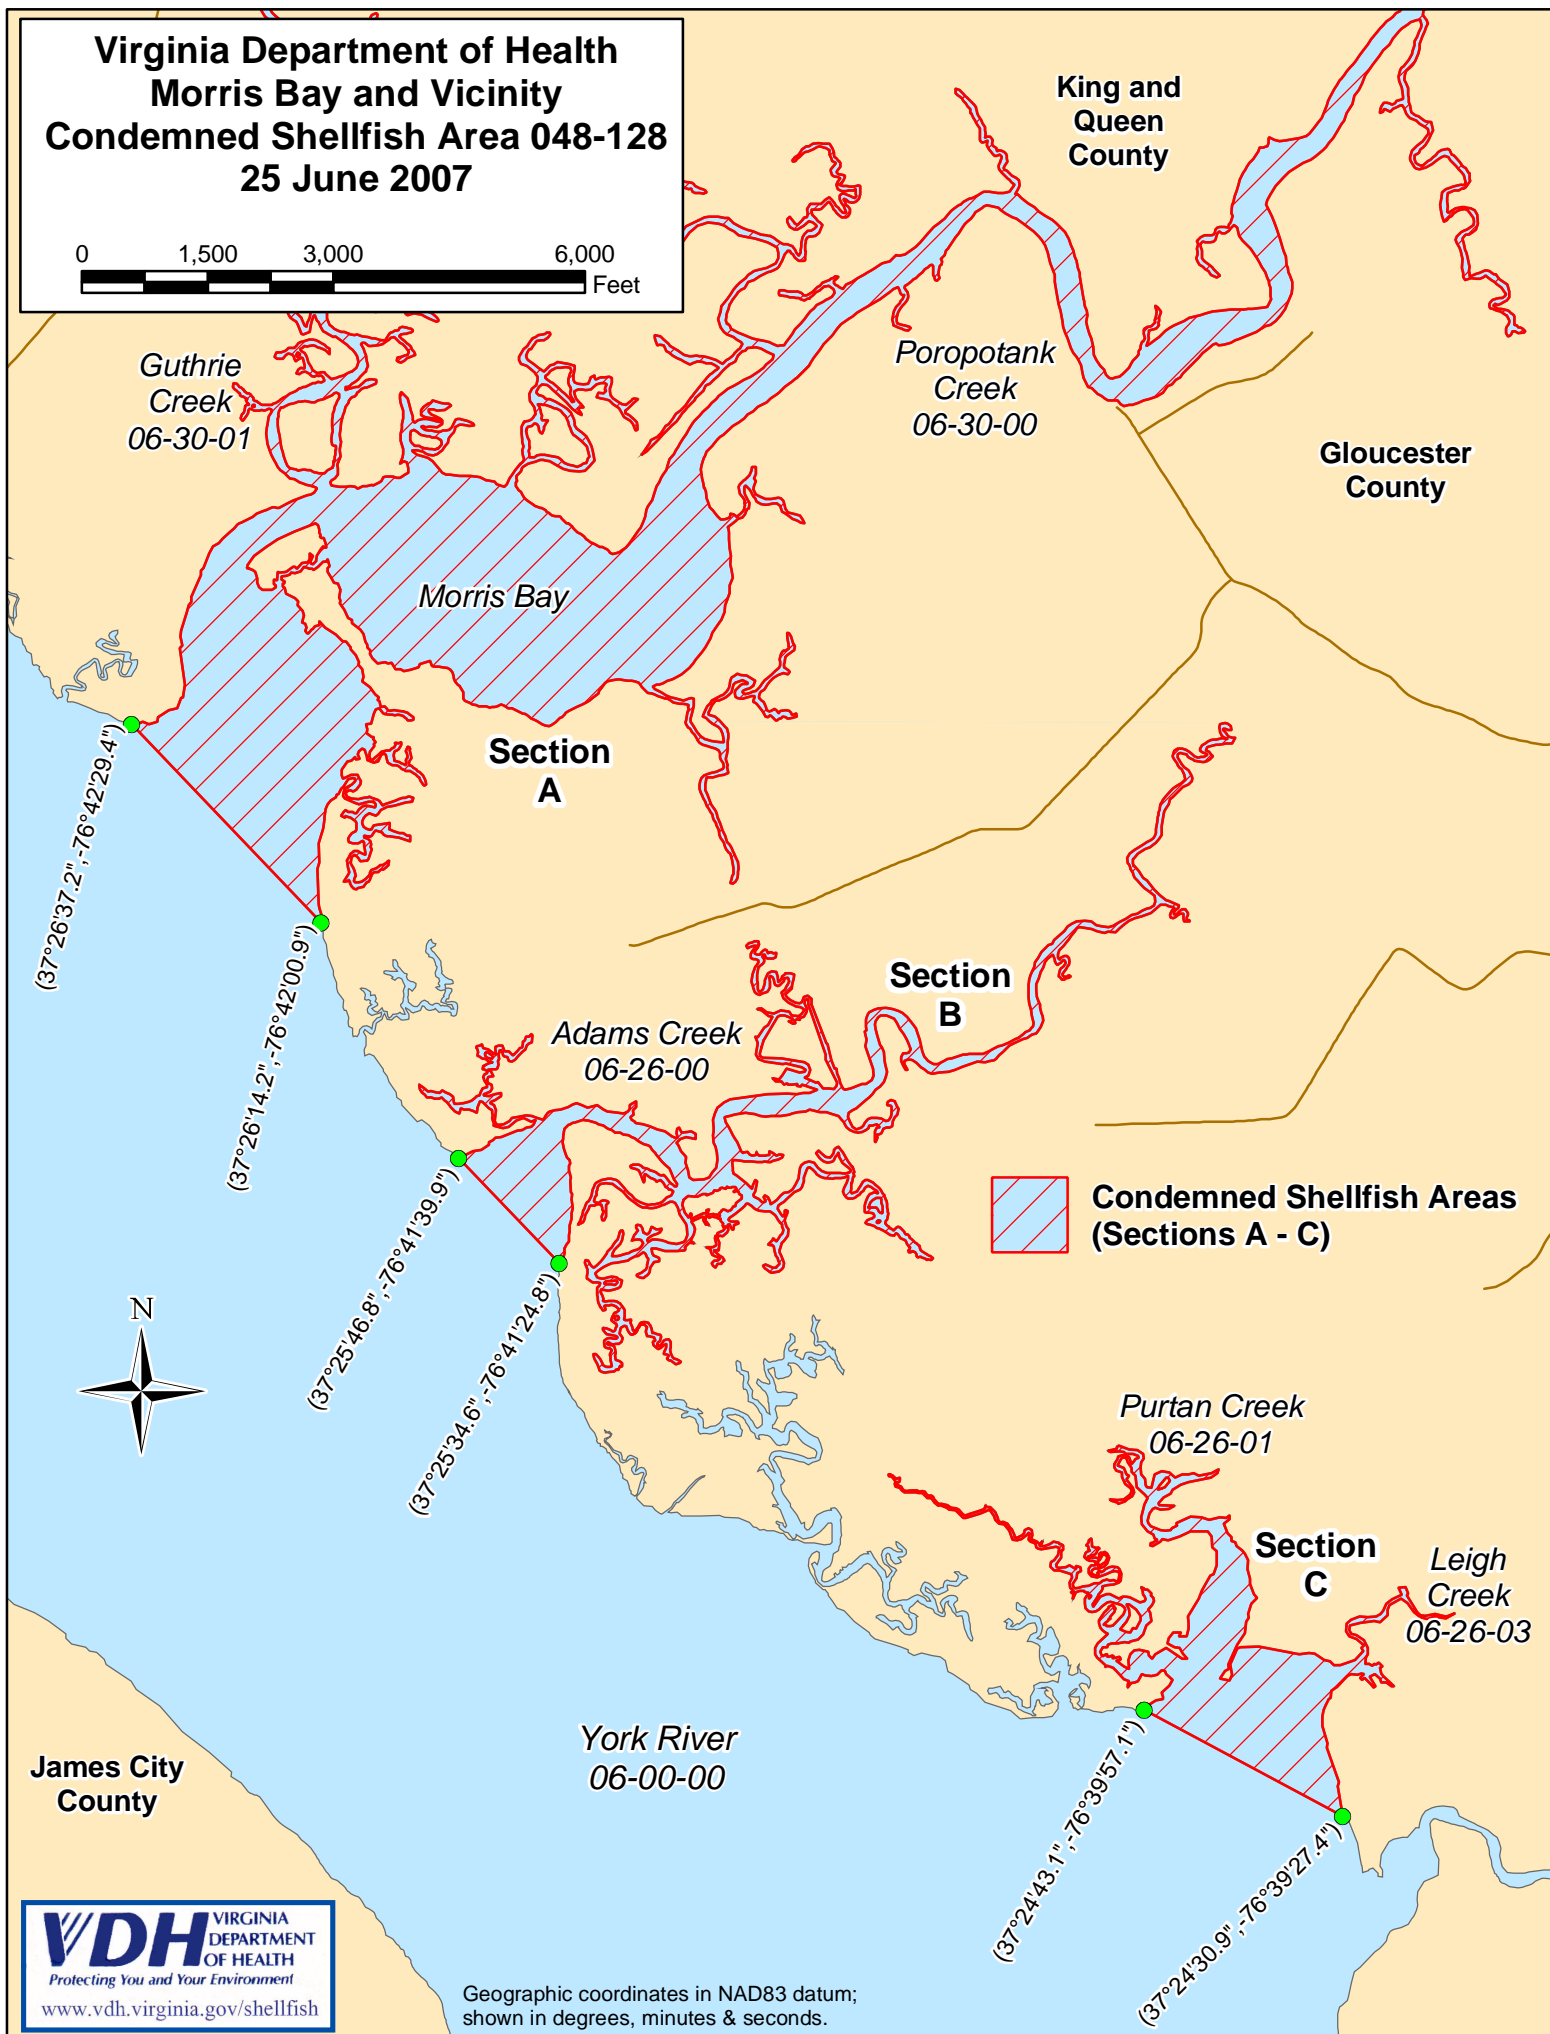 Virginia Department of Health
Morris Bay and Vicinity
Condemned Shellfish Area 048-128
25 June 2007
0 1,500 3,000 6,000
Feet
King and
Queen
County
Guthrie
Creek
06-30-01
Poropotank
Creek
06-30-00
Gloucester
County
Morris Bay
Section
A
(37°26'37.2",-76°42'29.4")
(37°26'14.2",-76°42'00.9")
Section
B
Adams Creek
06-26-00
(37°25'46.8",-76°41'39.9")
(37°25'34.6",-76°41'24.8")
Condemned Shellfish Areas
(Sections A - C)
N
Purtan Creek
06-26-01
Section
C
Leigh
Creek
06-26-03
York River
06-00-00
James City
County
(37°24'43.1",-76°39'57.1")
(37°24'30.9",-76°39'27.4")
VDH VIRGINIA
DEPARTMENT
OF HEALTH
Protecting You and Your Environment
www.vdh.virginia.gov/shellfish
Geographic coordinates in NAD83 datum;
shown in degrees, minutes & seconds.